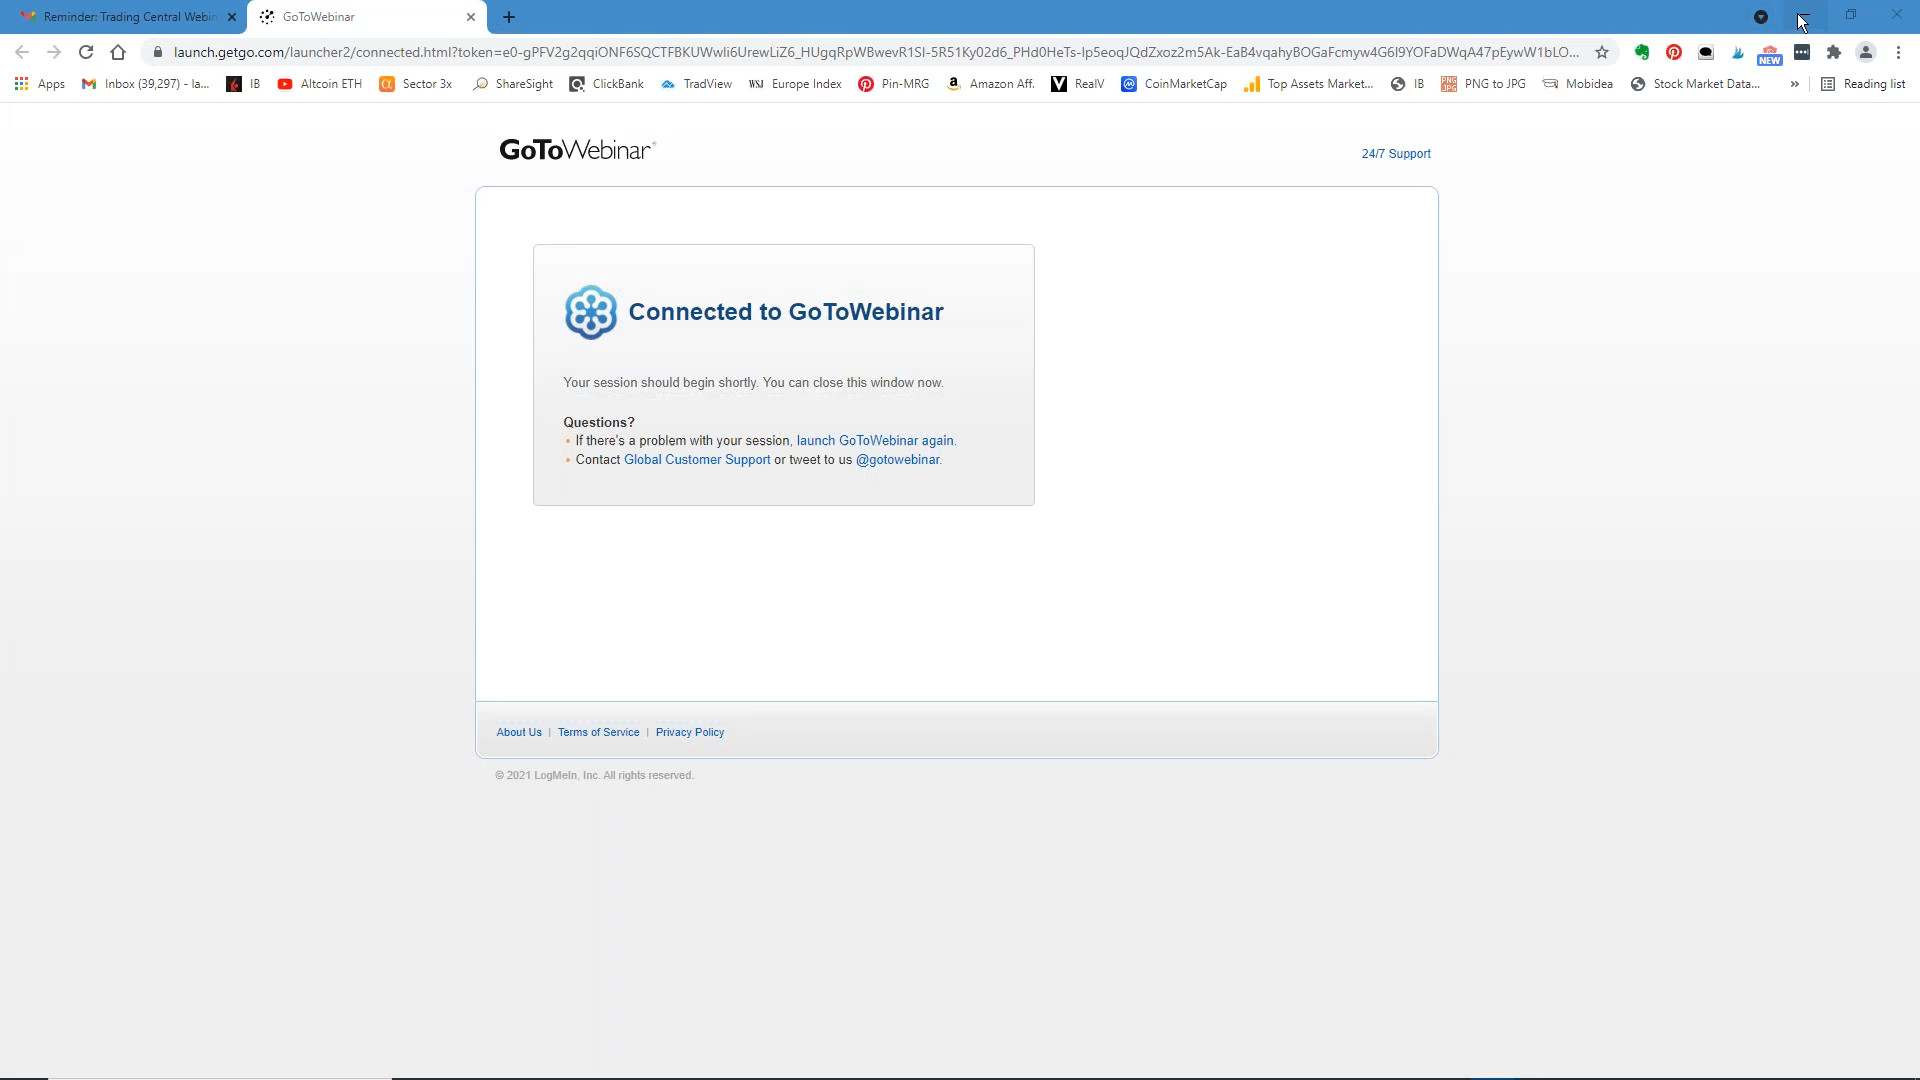 Reminder: Trading Central Webin
GoToWebinar
launch.getgo.com/launcher2/connected.html?token=e0-gPFV2g2qqiONF6SQCTFBKUWwli6UrewLiZ6_HUgqRpWBwevR1SI-5R51Ky02d6_PHd0HeTs-Ip5eoqJQdZxoz2m5Ak-EaB4vqahyBOGaFcmyw4G6I9YOFaDWqA47pEywW1bLO...
NEW
Apps
Inbox (39,297) - la...
IB
Altcoin ETH
Sector 3x
ShareSight
ClickBank
TradView
WSJ Europe Index
Pin-MRG
Amazon Aff.
RealV
CoinMarketCap
Top Assets Market...
IB
PNG to JPG
Mobidea
Stock Market Data...
»
Reading list
GoToWebinar
24/7 Support
Connected to GoToWebinar
Your session should begin shortly. You can close this window now.
Questions?
• If there's a problem with your session, launch GoToWebinar again.
• Contact Global Customer Support or tweet to us @gotowebinar.
About Us | Terms of Service | Privacy Policy
© 2021 LogMeIn, Inc. All rights reserved.